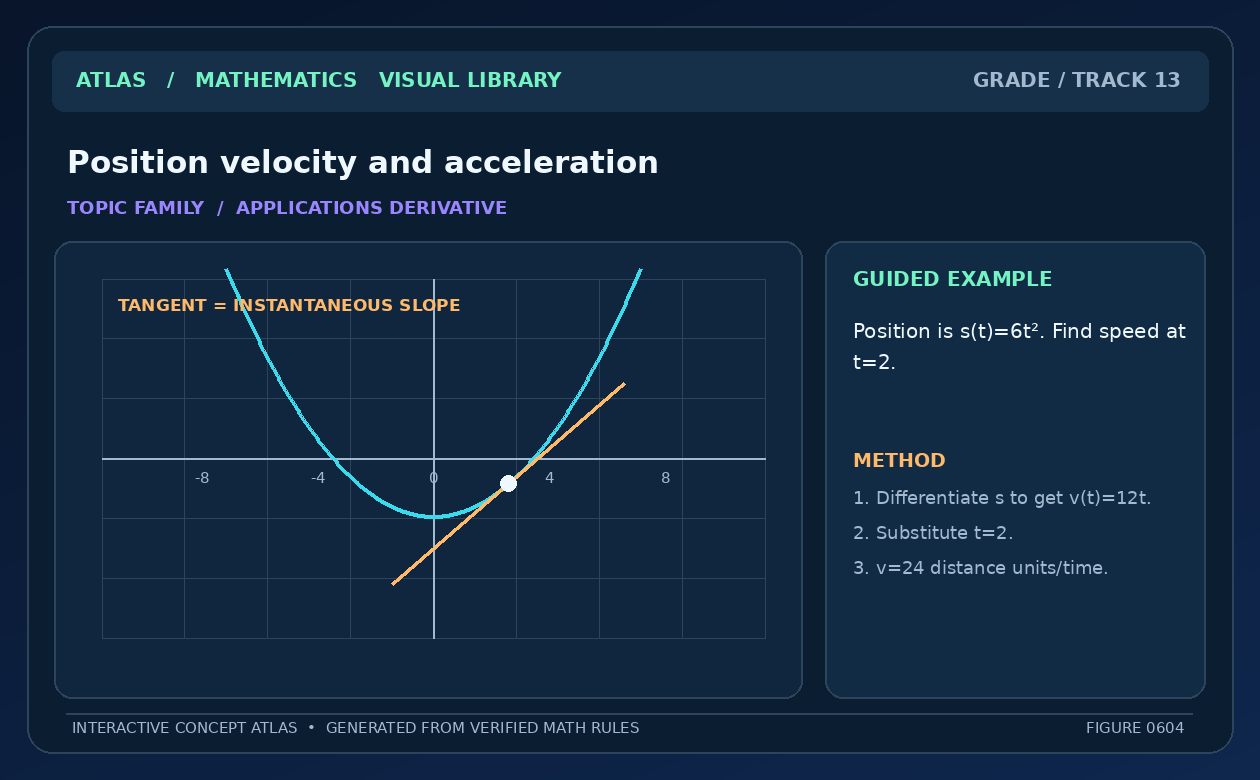 ATLAS / MATHEMATICS VISUAL LIBRARY
GRADE / TRACK 13
Position velocity and acceleration
TOPIC FAMILY / APPLICATIONS DERIVATIVE
TANGENT = INSTANTANEOUS SLOPE
-8 -4 0 4 8
GUIDED EXAMPLE
Position is s(t)=6t². Find speed at
t=2.
METHOD
1. Differentiate s to get v(t)=12t.
2. Substitute t=2.
3. v=24 distance units/time.
INTERACTIVE CONCEPT ATLAS • GENERATED FROM VERIFIED MATH RULES
FIGURE 0604